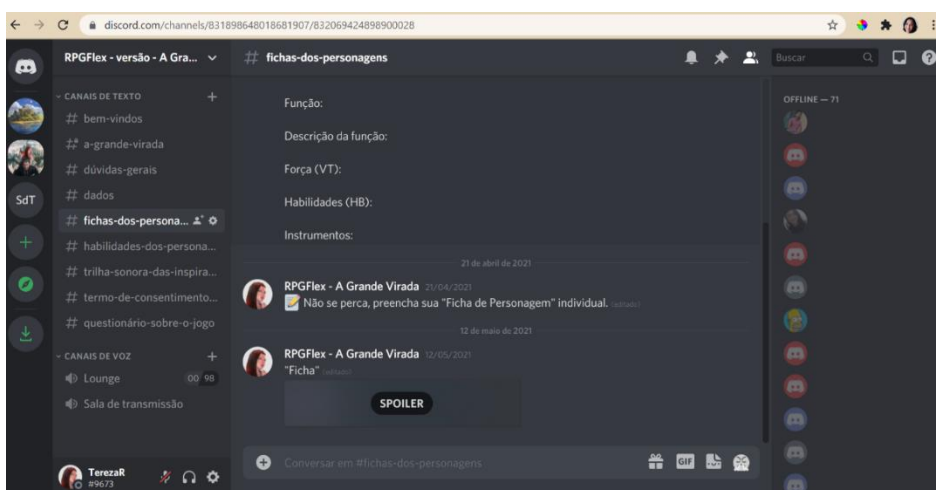 discord.com/channels/831898648018681907/832069424898900028
RPGFlex - versão - A Gra...
CANAIS DE TEXTO
bem-vindos
a-grande-virada
dúvidas-gerais
dados
fichas-dos-persona...
habilidades-dos-persona...
trilha-sonora-das-inspira...
termo-de-consentimento...
questionário-sobre-o-jogo
CANAIS DE VOZ
Lounge 00 98
Sala de transmissão
SdT
TerezaR
#9673
# fichas-dos-personagens
Buscar
Função:
Descrição da função:
Força (VT):
Habilidades (HB):
Instrumentos:
21 de abril de 2021
RPGFlex - A Grande Virada 21/04/2021
Não se perca, preencha sua "Ficha de Personagem" individual. (editado)
12 de maio de 2021
RPGFlex - A Grande Virada 12/05/2021
"Ficha" (editado)
SPOILER
Conversar em #fichas-dos-personagens
GIF
OFFLINE — 71